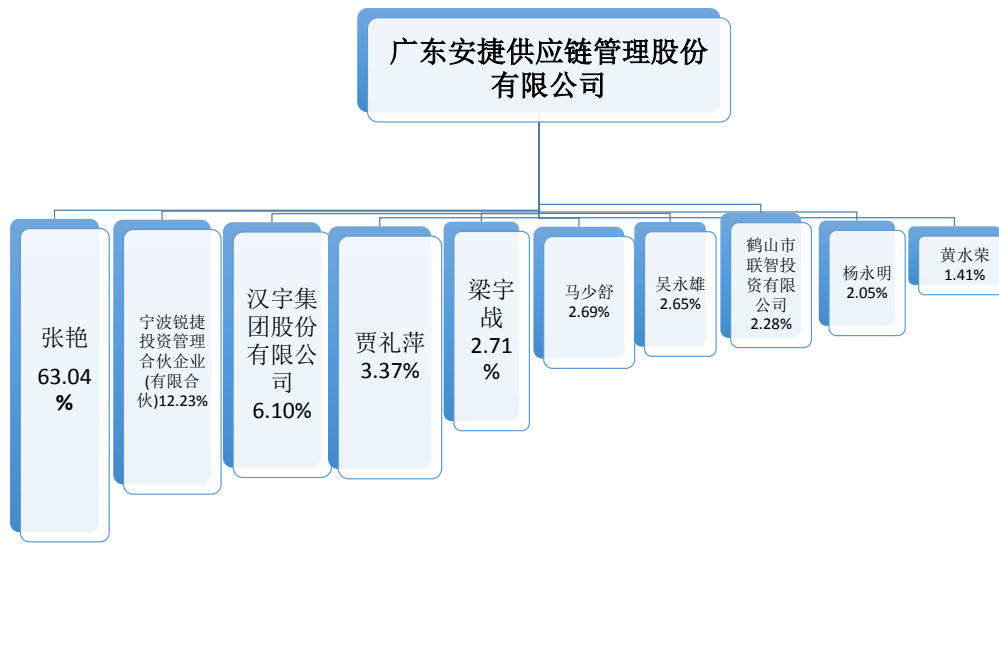 广东安捷供应链管理股份
有限公司
张艳
63.04
%
宁波锐捷
投资管理
合伙企业
(有限合
伙)12.23%
汉宇集
团股份
有限公
司
6.10%
贾礼萍
3.37%
梁宇
战
2.71
%
马少舒
2.69%
吴永雄
2.65%
鹤山市
联智投
资有限
公司
2.28%
杨永明
2.05%
黄水荣
1.41%